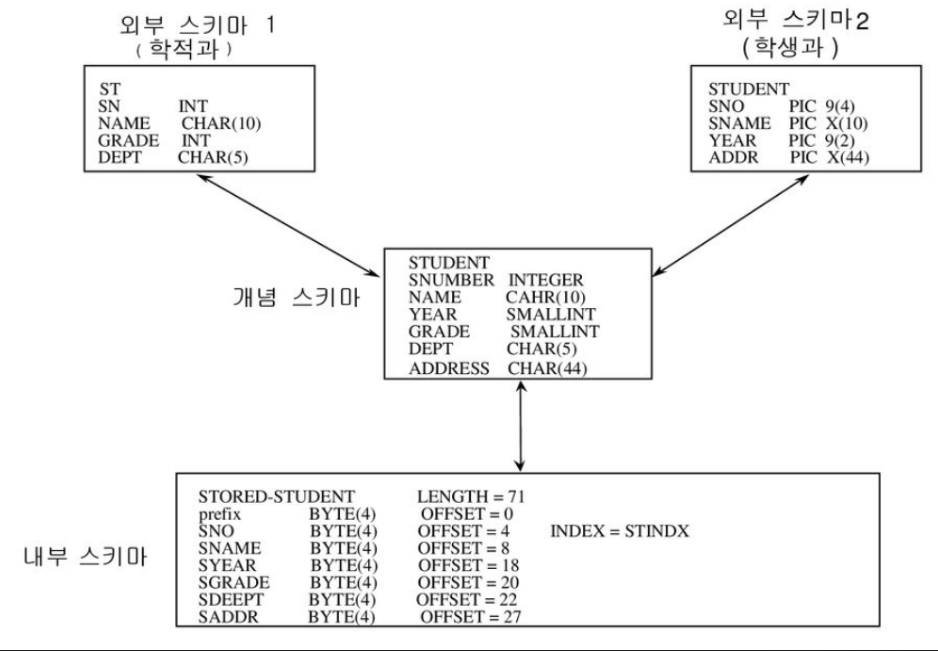 외부 스키마 1
(학적과)
ST
SN INT
NAME CHAR(10)
GRADE INT
DEPT CHAR(5)
외부 스키마2
(학생과)
STUDENT
SNO PIC 9(4)
SNAME PIC X(10)
YEAR PIC 9(2)
ADDR PIC X(44)
개념 스키마
STUDENT
SNUMBER INTEGER
NAME CAHR(10)
YEAR SMALLINT
GRADE SMALLINT
DEPT CHAR(5)
ADDRESS CHAR(44)
내부 스키마
STORED-STUDENT LENGTH = 71
prefix BYTE(4) OFFSET = 0
SNO BYTE(4) OFFSET = 4 INDEX = STINDX
SNAME BYTE(4) OFFSET = 8
SYEAR BYTE(4) OFFSET = 18
SGRADE BYTE(4) OFFSET = 20
SDEEPT BYTE(4) OFFSET = 22
SADDR BYTE(4) OFFSET = 27